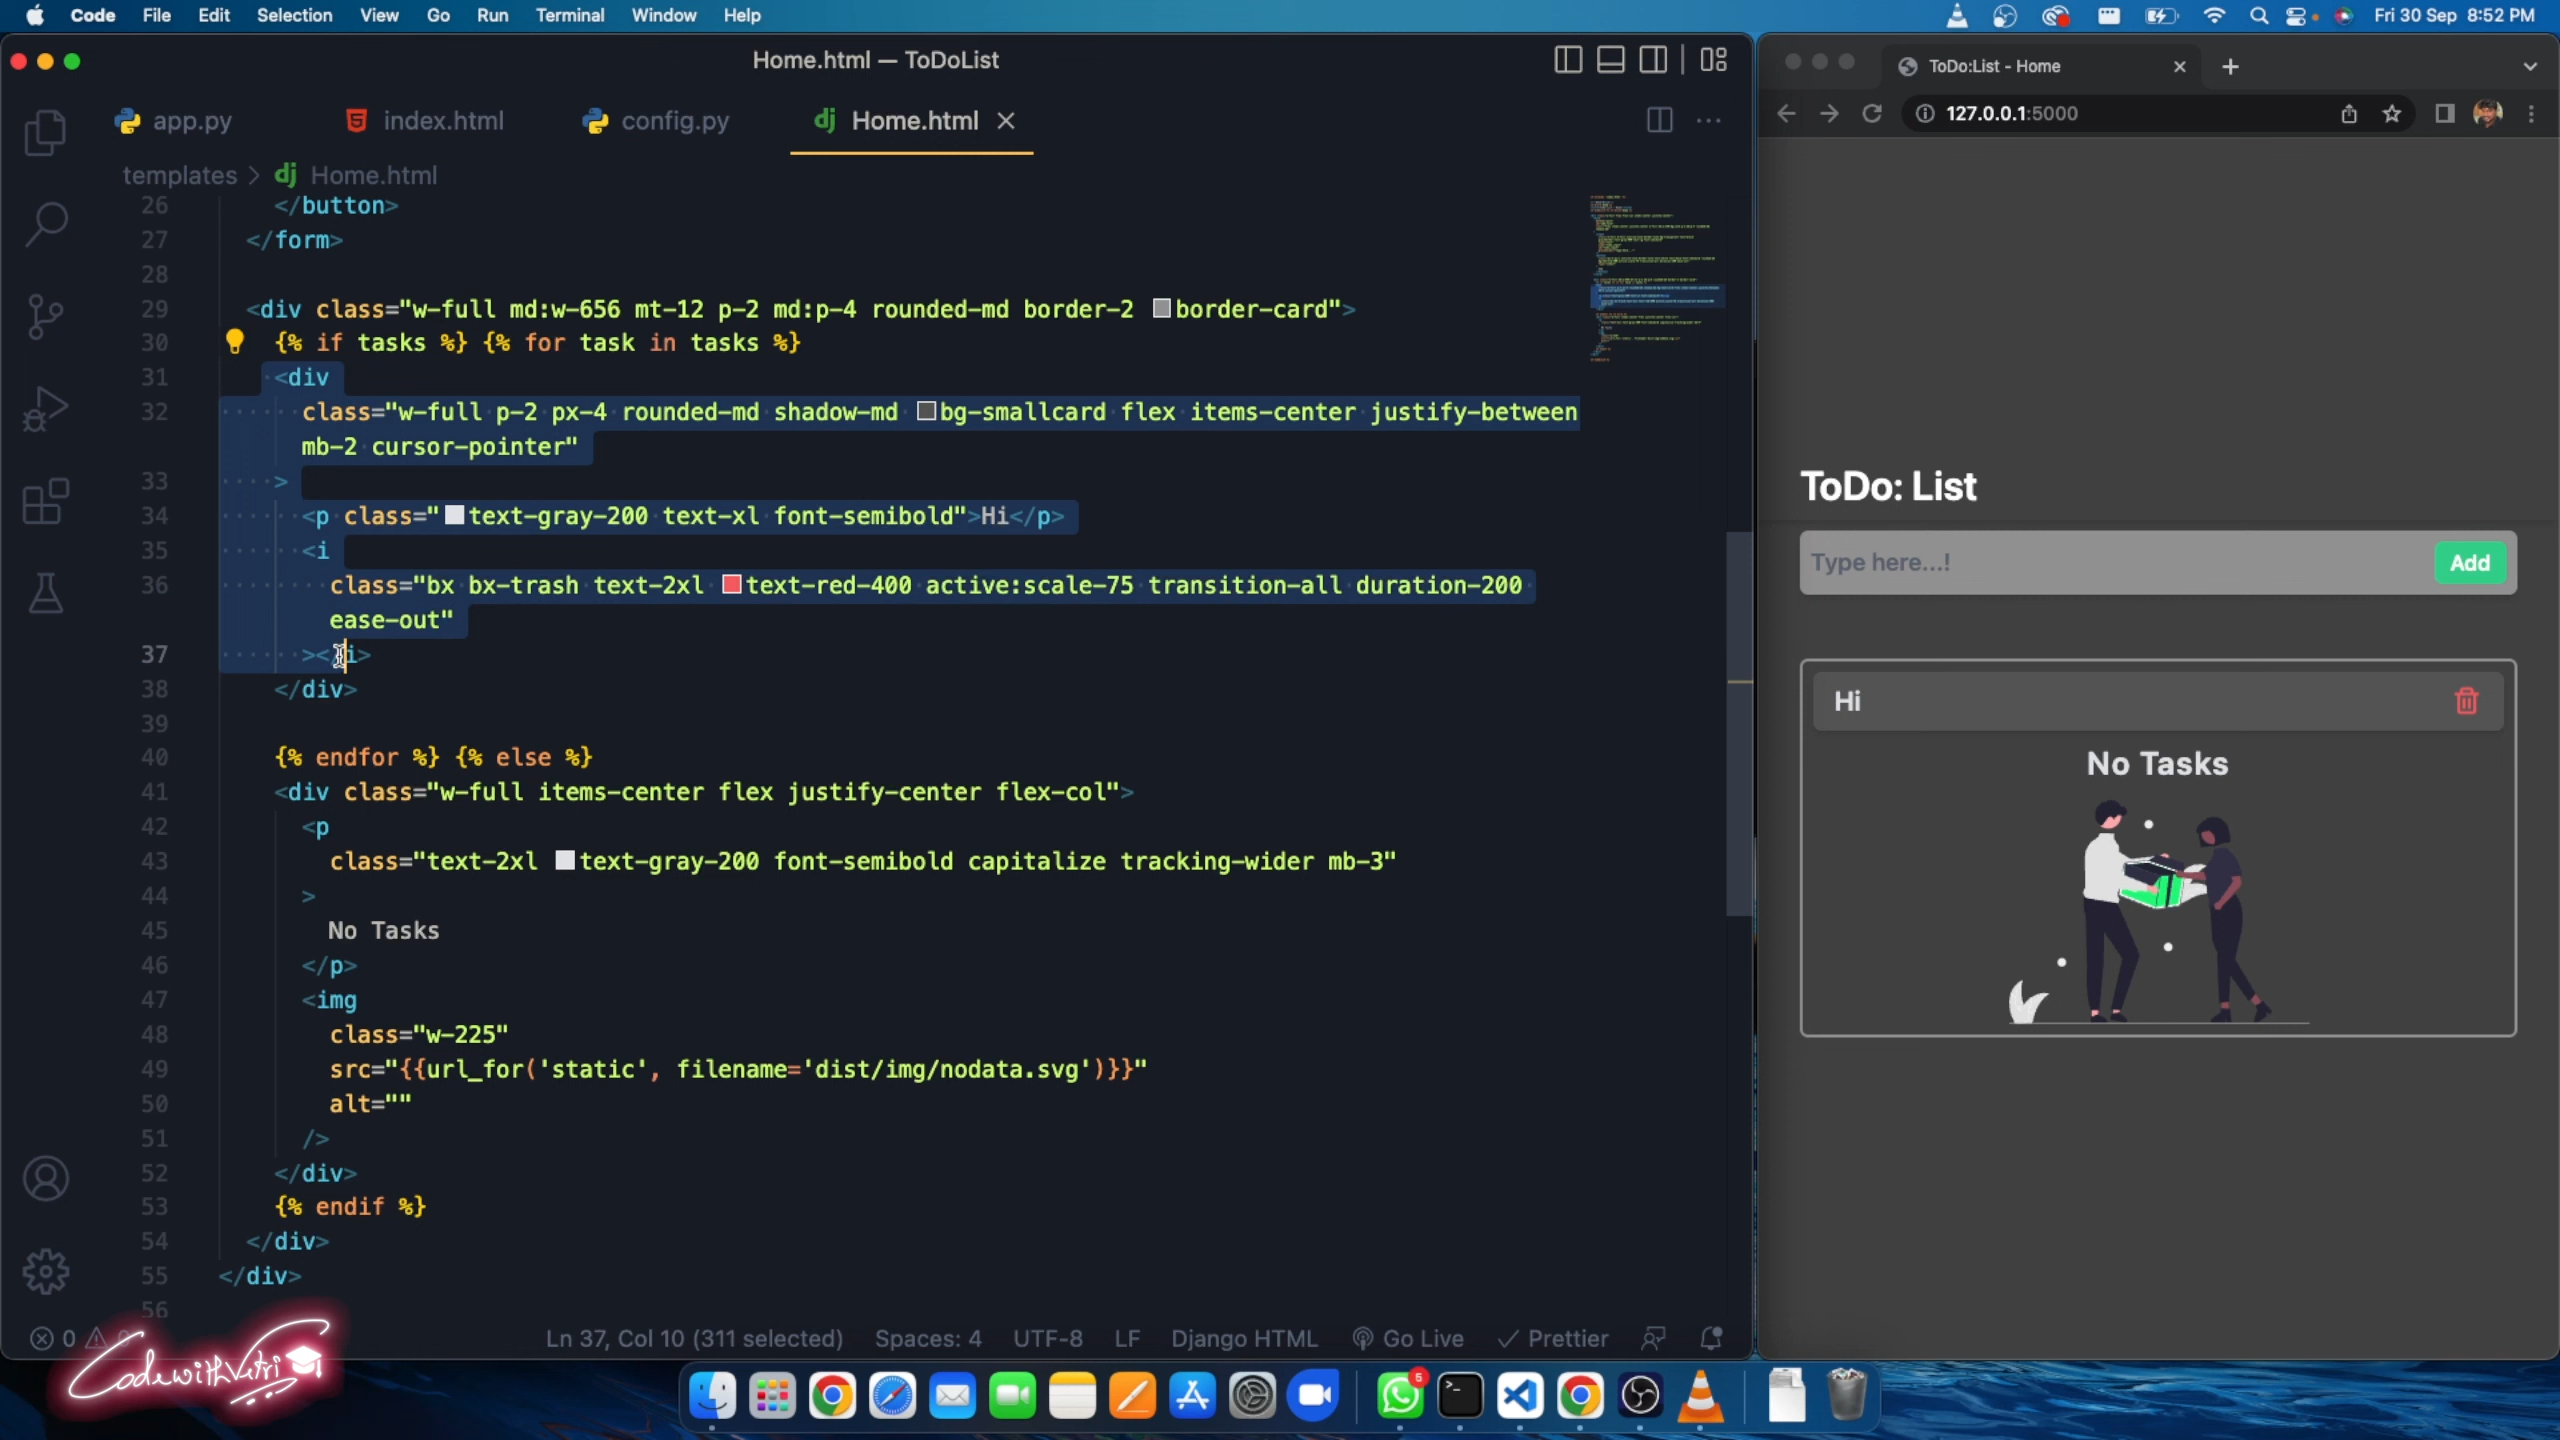 Code File Edit Selection View Go Run Terminal Window Help
Fri 30 Sep 8:52 PM
Home.html — ToDoList
app.py index.html config.py Home.html
templates > Home.html
26 </button>
27 </form>
28
29 <div class="w-full md:w-656 mt-12 p-2 md:p-4 rounded-md border-2 border-card">
30 {% if tasks %} {% for task in tasks %}
31 <div
32 class="w-full p-2 px-4 rounded-md shadow-md bg-smallcard flex items-center justify-between
mb-2 cursor-pointer"
33 >
34 <p class="text-gray-200 text-xl font-semibold">Hi</p>
35 <i
36 class="bx bx-trash text-2xl text-red-400 active:scale-75 transition-all duration-200
ease-out"
37 ></i>
38 </div>
39
40 {% endfor %} {% else %}
41 <div class="w-full items-center flex justify-center flex-col">
42 <p
43 class="text-2xl text-gray-200 font-semibold capitalize tracking-wider mb-3"
44 >
45 No Tasks
46 </p>
47 <img
48 class="w-225"
49 src="{{url_for('static', filename='dist/img/nodata.svg')}}"
50 alt=""
51 />
52 </div>
53 {% endif %}
54 </div>
55 </div>
56
0
Ln 37, Col 10 (311 selected) Spaces: 4 UTF-8 LF Django HTML Go Live Prettier
CodewithVetri
ToDo:List - Home
127.0.0.1:5000
ToDo: List
Type here...! Add
Hi
No Tasks
5